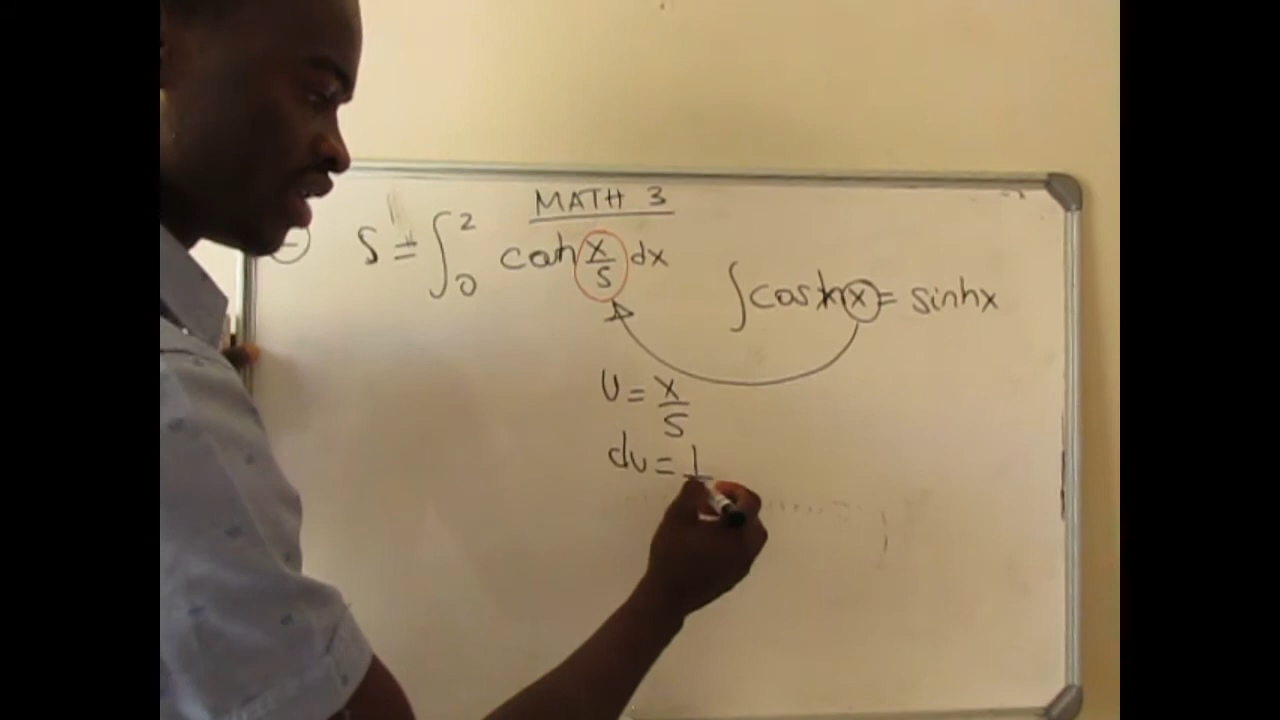 MATH 3
S = ∫₀² cosh x/5 dx
∫cosh x = sinhx
U = x/5
du = 1